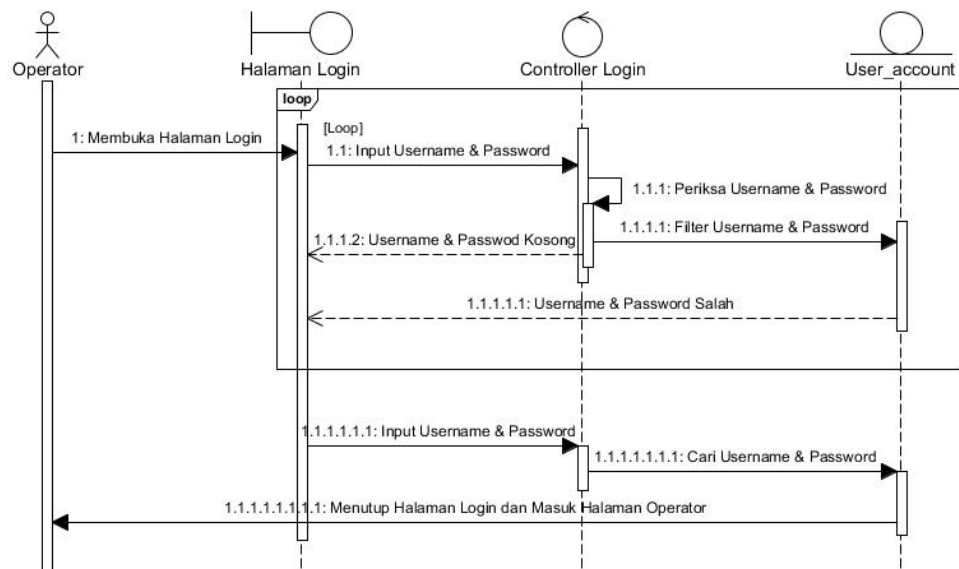 Operator
Halaman Login
Controller Login
User_account
loop
[Loop]
1: Membuka Halaman Login
1.1: Input Username & Password
1.1.1: Periksa Username & Password
1.1.1.1: Filter Username & Password
1.1.1.2: Username & Passwod Kosong
1.1.1.1.1: Username & Password Salah
1.1.1.1.1.1: Input Username & Password
1.1.1.1.1.1.1: Cari Username & Password
1.1.1.1.1.1.1.1: Menutup Halaman Login dan Masuk Halaman Operator